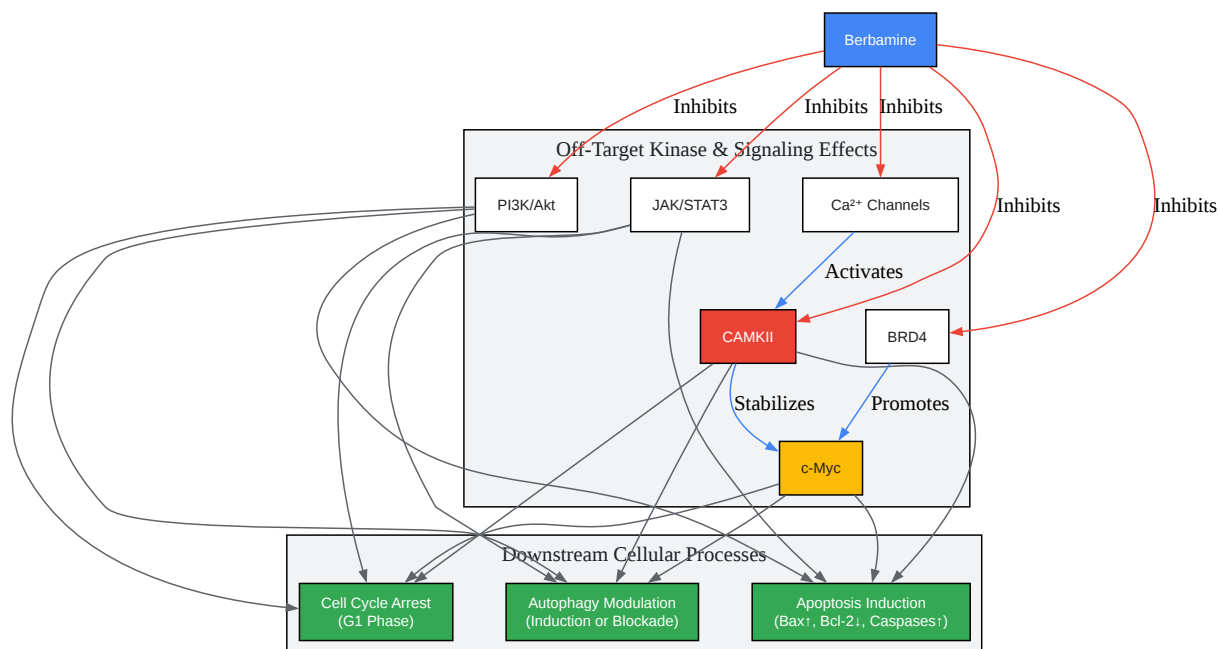 Berbamine
Inhibits
Inhibits
Inhibits
Off-Target Kinase & Signaling Effects
PI3K/Akt
JAK/STAT3
Ca²⁺ Channels
Inhibits
Inhibits
Activates
CAMKII
BRD4
Stabilizes
Promotes
c-Myc
Downstream Cellular Processes
Cell Cycle Arrest
(G1 Phase)
Autophagy Modulation
(Induction or Blockade)
Apoptosis Induction
(Bax↑, Bcl-2↓, Caspases↑)